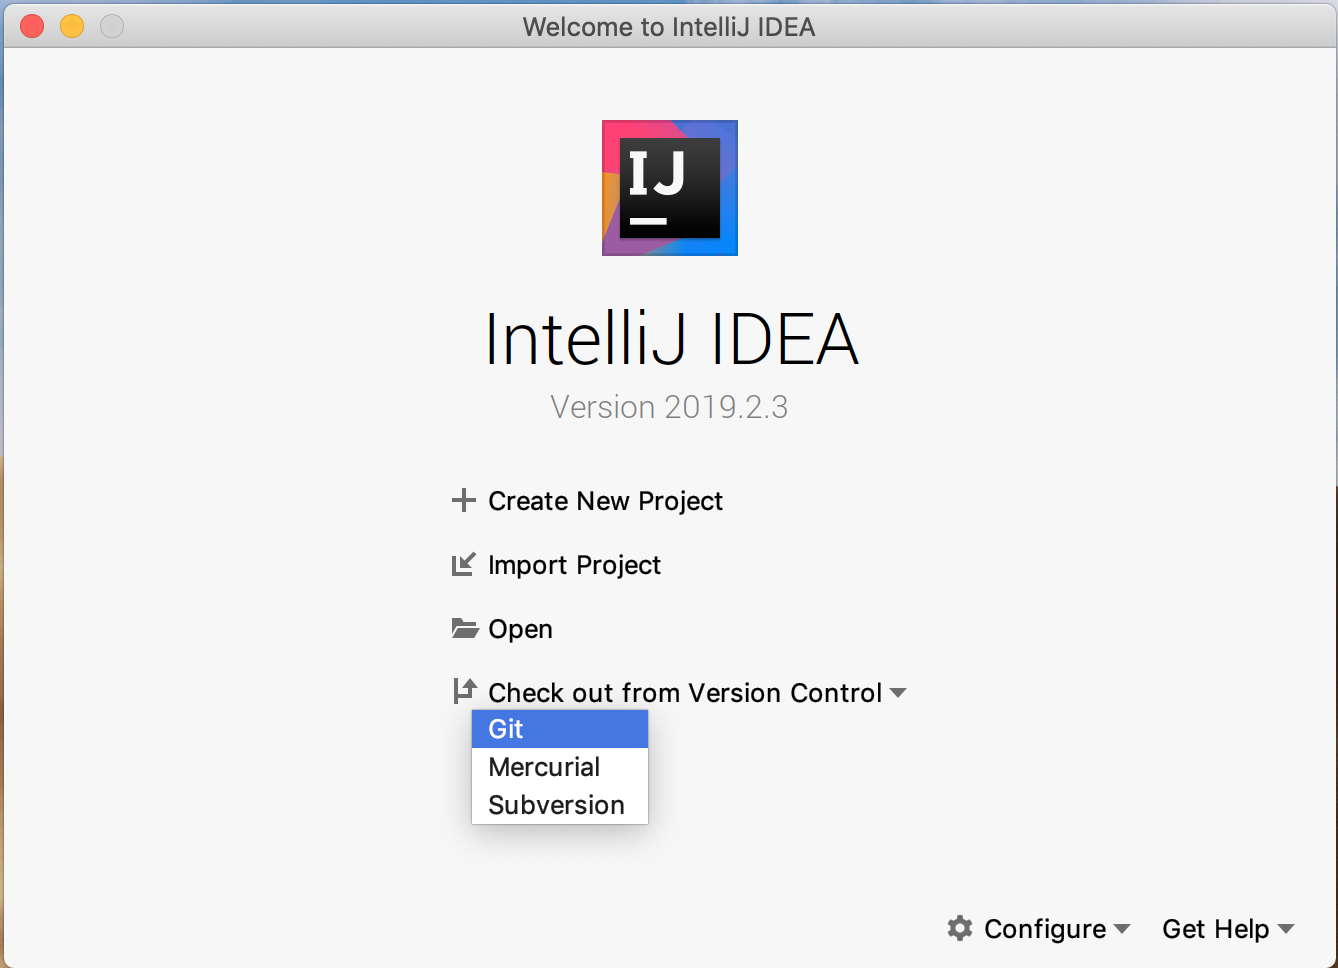 Welcome to IntelliJ IDEA
IJ
IntelliJ IDEA
Version 2019.2.3
Create New Project
Import Project
Open
Check out from Version Control
Git
Mercurial
Subversion
Configure
Get Help